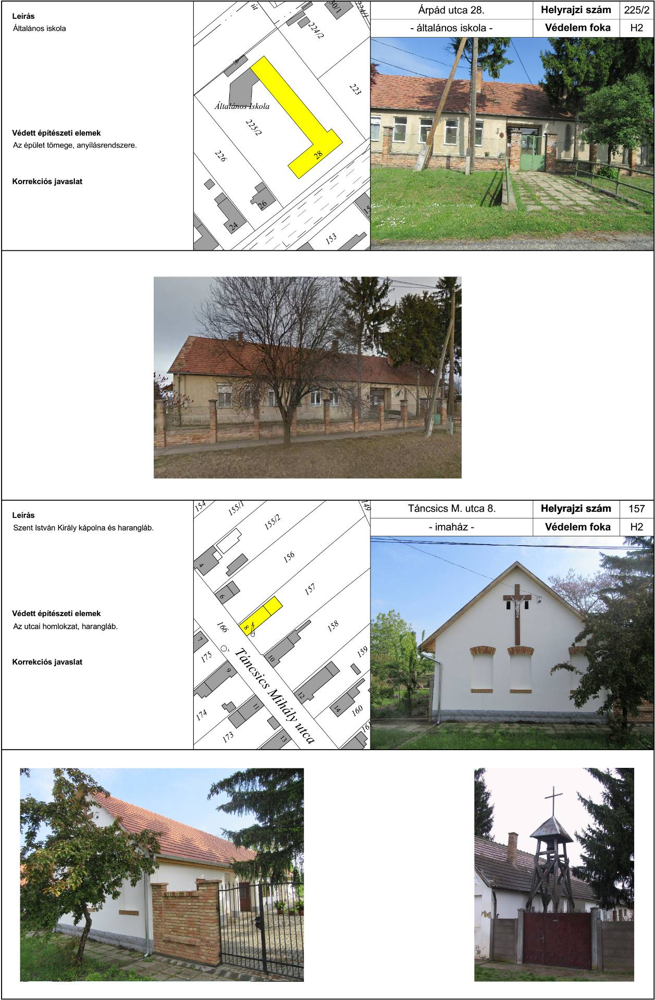 Leírás
Általános iskola
Védett építészeti elemek
Az épület tömege, anyílásrendszere.
Korrekciós javaslat
út
30/1
224/1
224/2
223
Általános Iskola
225/2
226
28
26
24
15
153
Árpád utca 28.
Helyrajzi szám
225/2
- általános iskola -
Védelem foka
H2
Leírás
Szent István Király kápolna és harangláb.
Védett építészeti elemek
Az utcai homlokzat, harangláb.
Korrekciós javaslat
154
155/1
155/2
149
4
156
6
157
8
166
158
7
175
10
159
9
Táncsics Mihály utca
12
11
14
160
174
173
13
161
Táncsics M. utca 8.
Helyrajzi szám
157
- imaház -
Védelem foka
H2